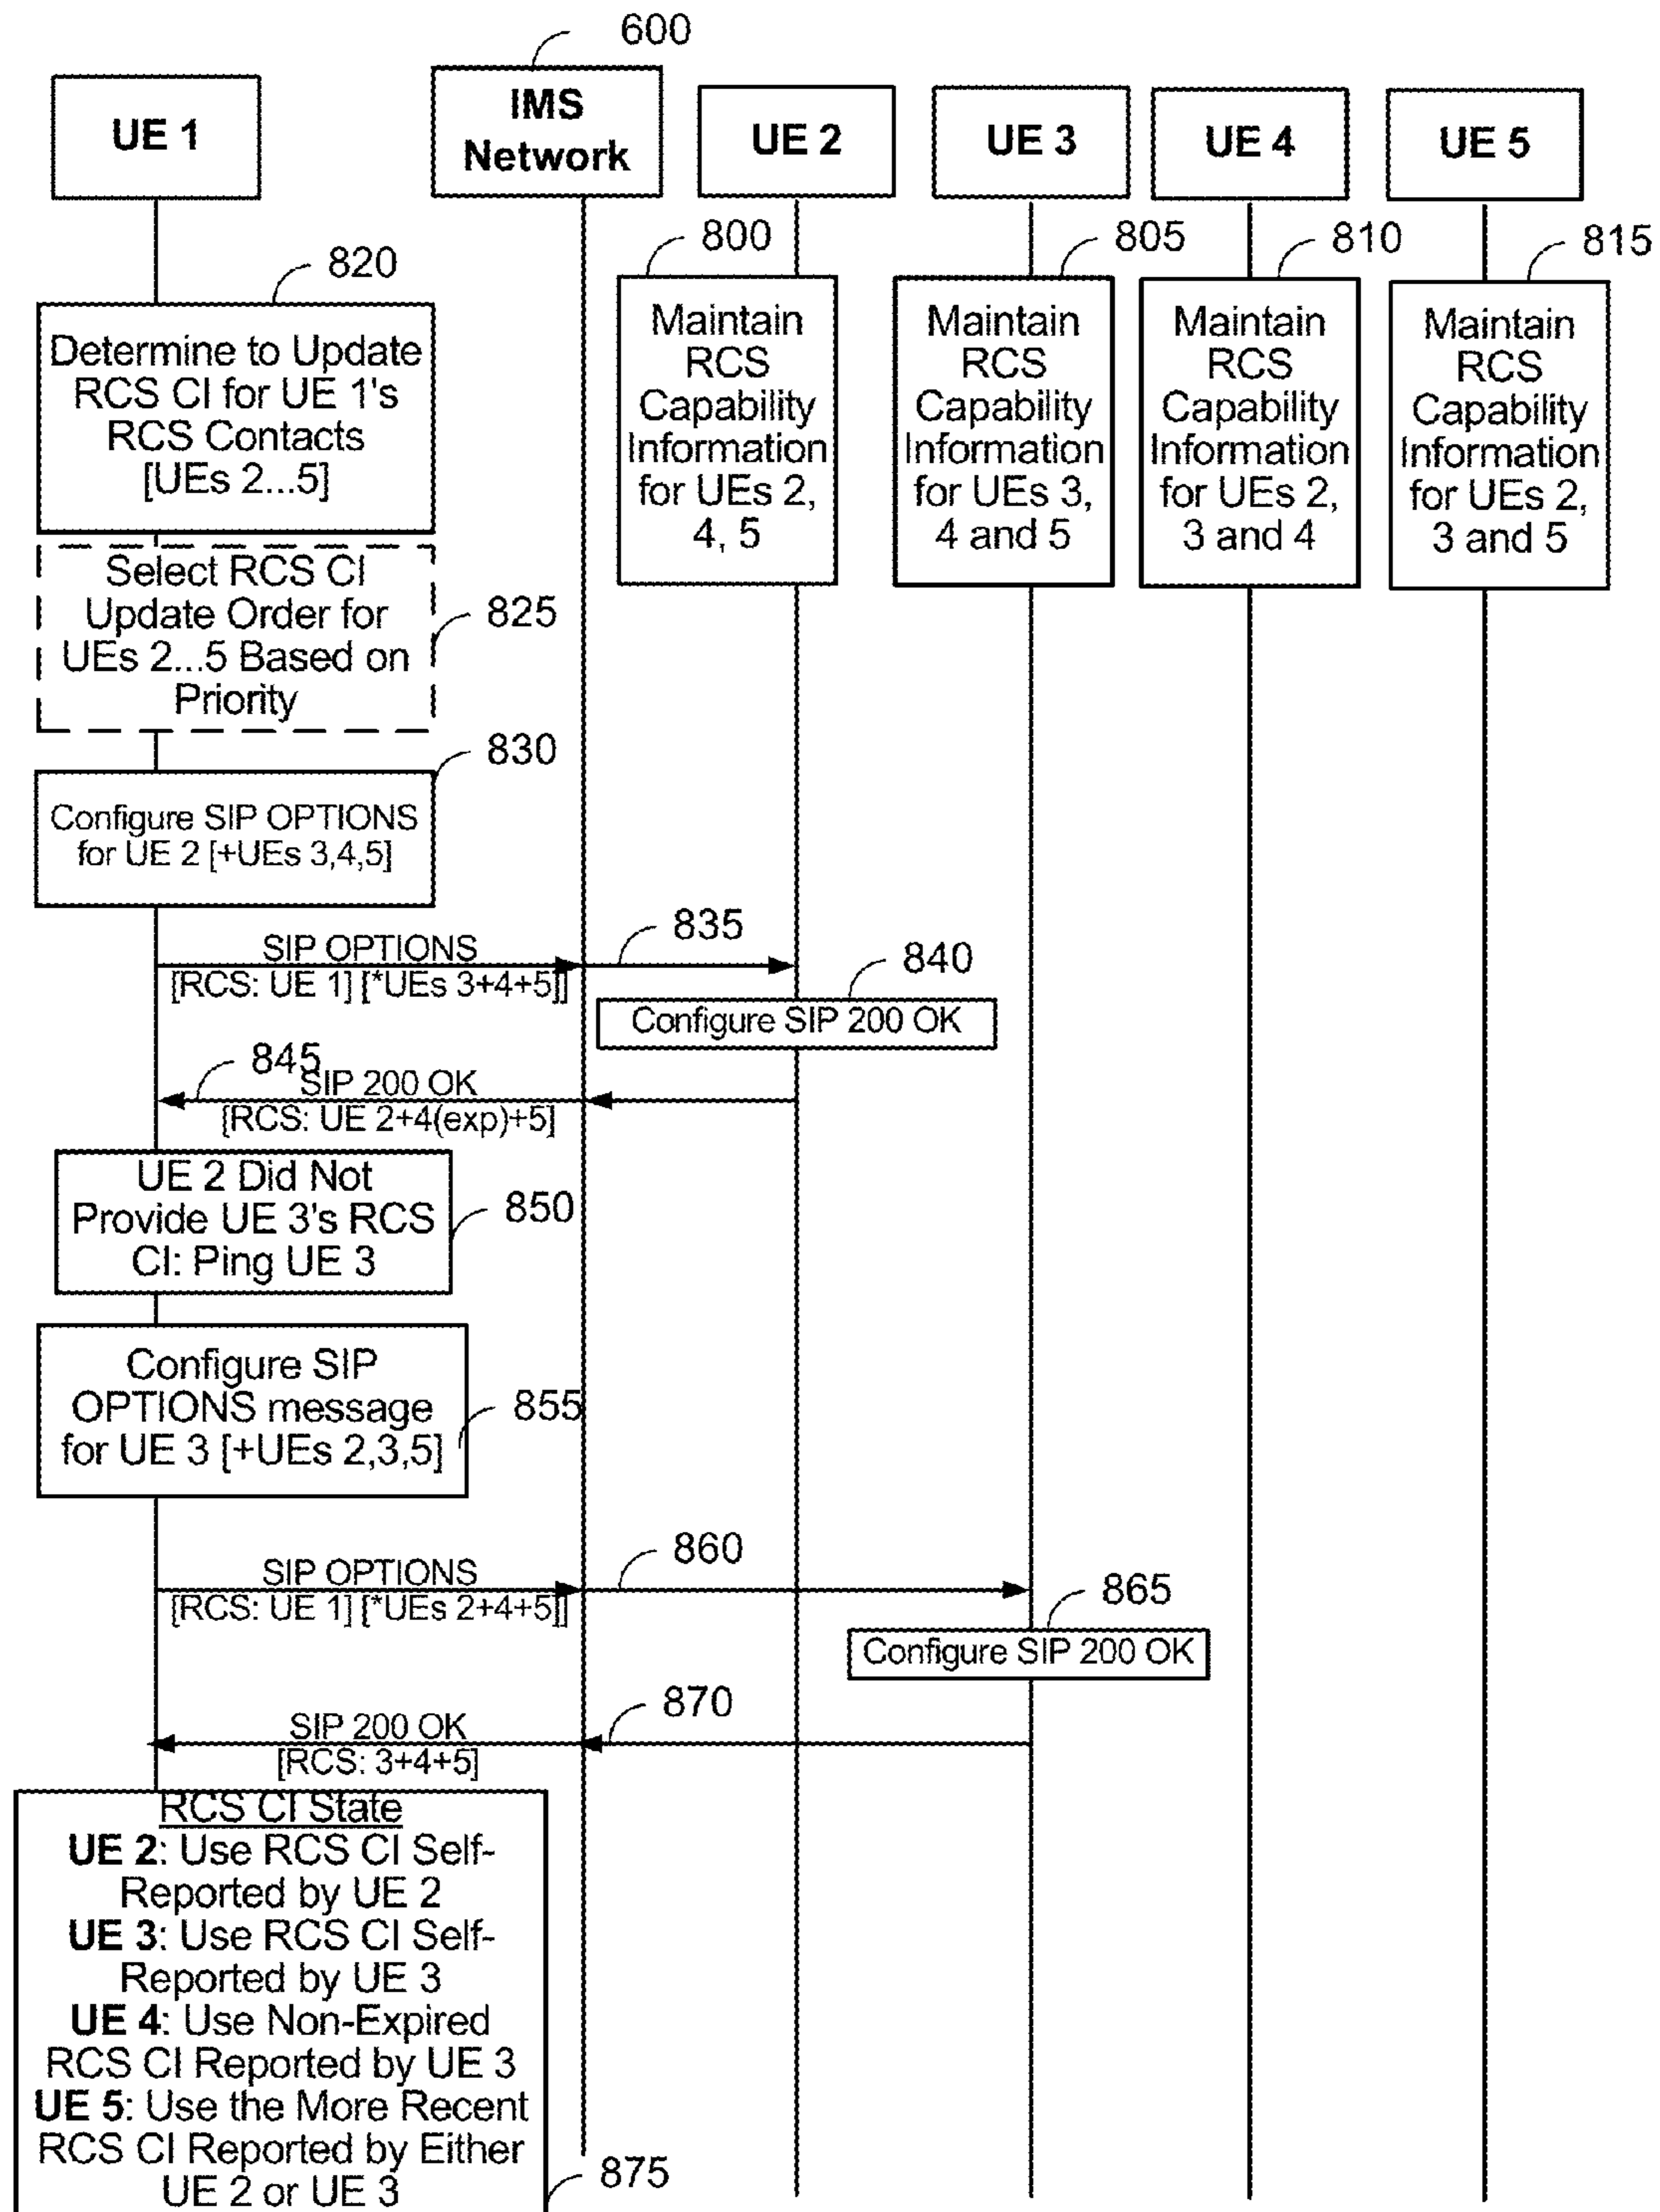 600
UE 1
IMS
Network
UE 2
UE 3
UE 4
UE 5
820
800
805
810
815
Determine to Update
RCS CI for UE 1's
RCS Contacts
[UEs 2...5]
Maintain
RCS
Capability
Information
for UEs 2,
4, 5
Maintain
RCS
Capability
Information
for UEs 3,
4 and 5
Maintain
RCS
Capability
Information
for UEs 2,
3 and 4
Maintain
RCS
Capability
Information
for UEs 2,
3 and 5
Select RCS CI
Update Order for
UEs 2...5 Based on
Priority
825
830
Configure SIP OPTIONS
for UE 2 [+UEs 3,4,5]
835
SIP OPTIONS
[RCS: UE 1] [*UEs 3+4+5]]
840
Configure SIP 200 OK
845
SIP 200 OK
[RCS: UE 2+4(exp)+5]
UE 2 Did Not
Provide UE 3's RCS
CI: Ping UE 3
850
Configure SIP
OPTIONS message
for UE 3 [+UEs 2,3,5]
855
860
SIP OPTIONS
[RCS: UE 1] [*UEs 2+4+5]]
865
Configure SIP 200 OK
870
SIP 200 OK
[RCS: 3+4+5]
RCS CI State
UE 2: Use RCS CI Self-
Reported by UE 2
UE 3: Use RCS CI Self-
Reported by UE 3
UE 4: Use Non-Expired
RCS CI Reported by UE 3
UE 5: Use the More Recent
RCS CI Reported by Either
UE 2 or UE 3
875